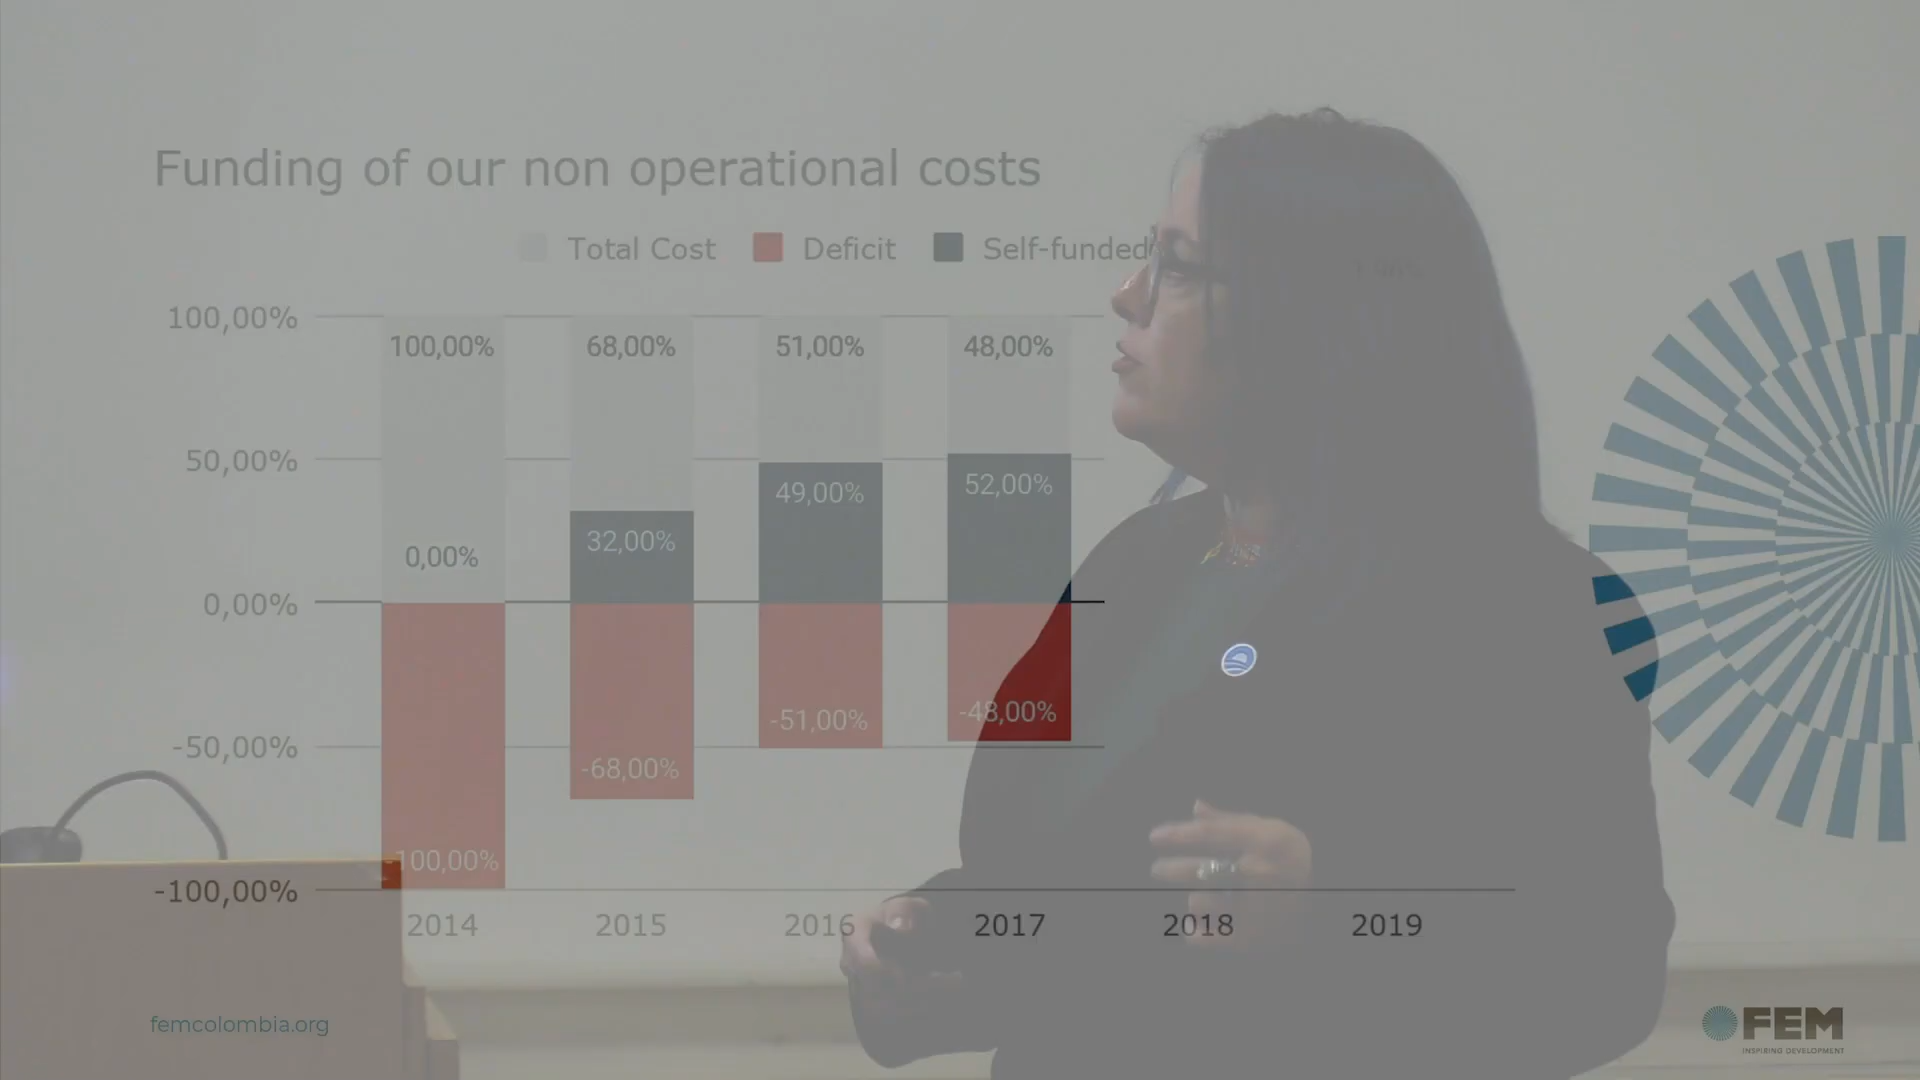 Funding of our non operational costs
Total Cost Deficit Self-funded
100,00%
50,00%
0,00%
-50,00%
-100,00%
100,00% 68,00% 51,00% 48,00%
0,00% 32,00% 49,00% 52,00%
-100,00% -68,00% -51,00% -48,00%
2014 2015 2016 2017 2018 2019
femcolombia.org
FEM
INSPIRING DEVELOPMENT